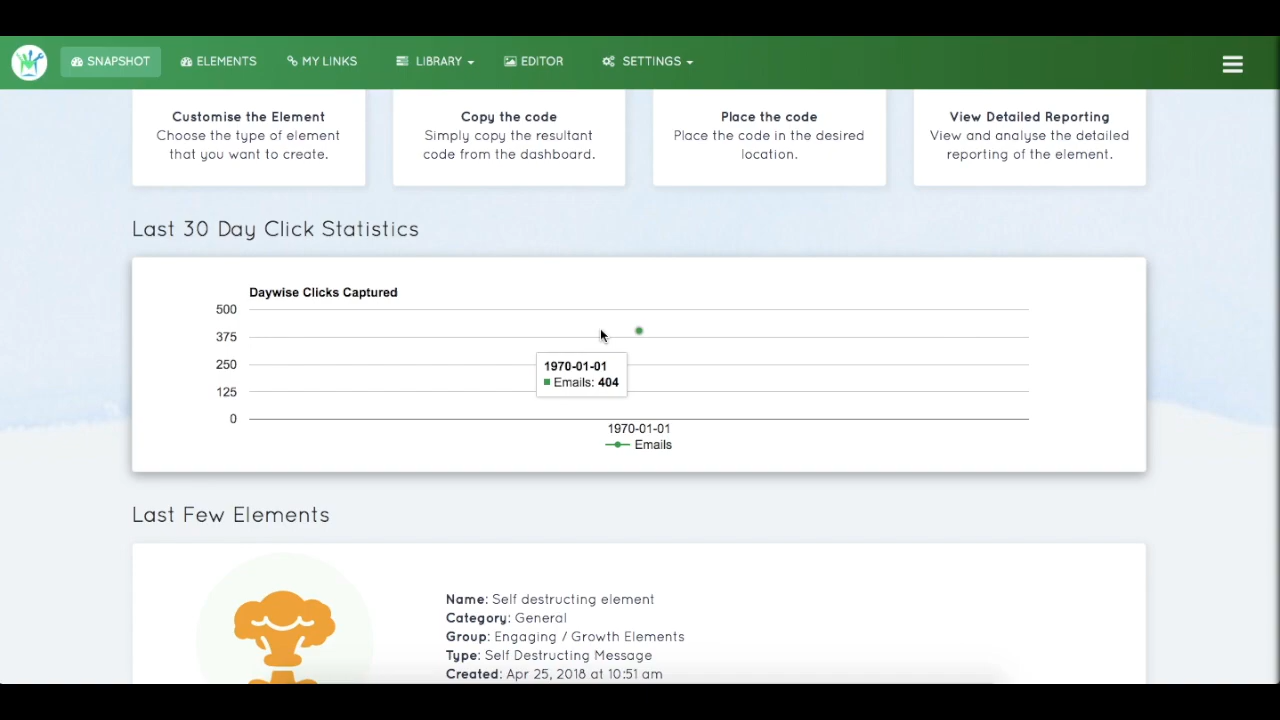 SNAPSHOT ELEMENTS MY LINKS LIBRARY EDITOR SETTINGS
Customise the Element
Choose the type of element
that you want to create.
Copy the code
Simply copy the resultant
code from the dashboard.
Place the code
Place the code in the desired
location.
View Detailed Reporting
View and analyse the detailed
reporting of the element.
Last 30 Day Click Statistics
Daywise Clicks Captured
500
375
250
125
0
1970-01-01
Emails: 404
1970-01-01
Emails
Last Few Elements
Name: Self destructing element
Category: General
Group: Engaging / Growth Elements
Type: Self Destructing Message
Created: Apr 25, 2018 at 10:51 am